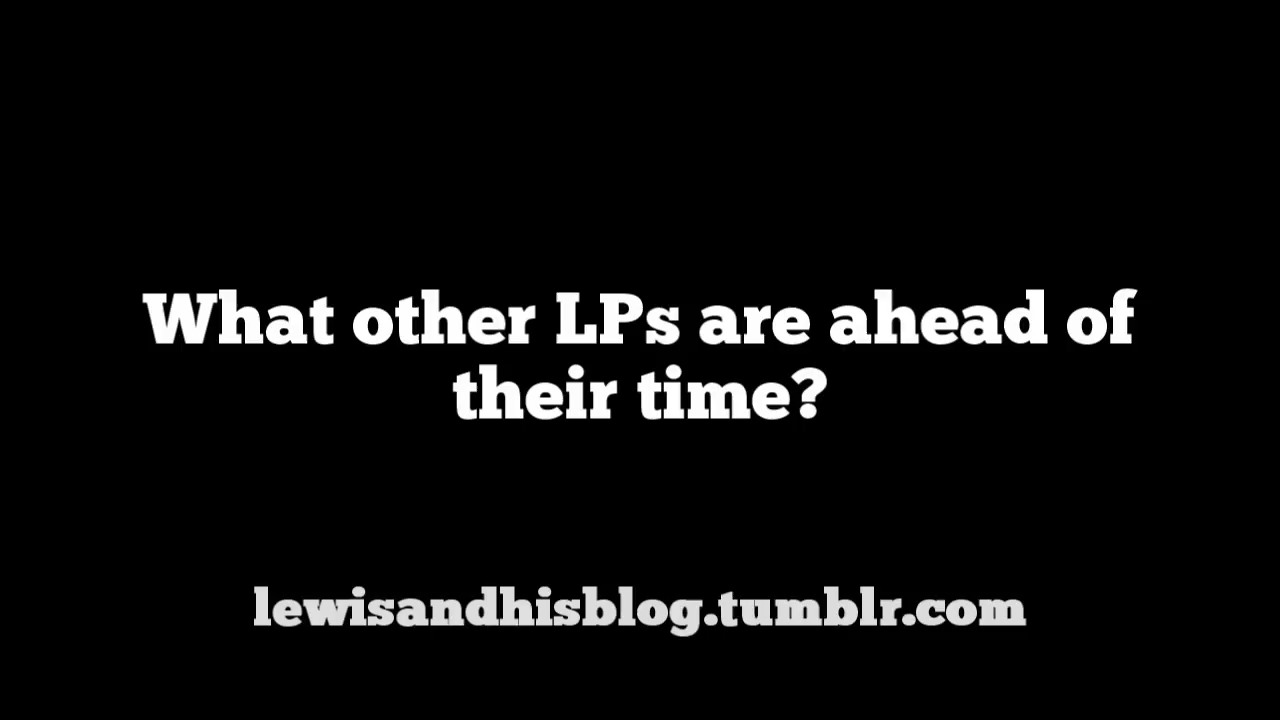 What other LPs are ahead of
their time?
lewisandhisblog.tumblr.com